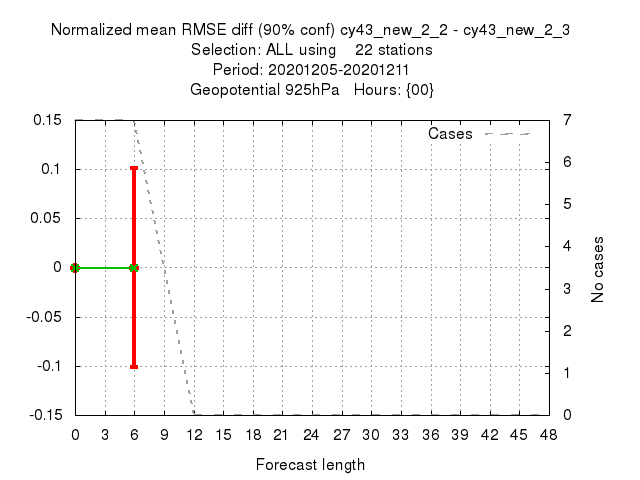 Normalized mean RMSE diff (90% conf) cy43_new_2_2 - cy43_new_2_3
Selection: ALL using    22 stations
Period: 20201205-20201211
Geopotential 925hPa   Hours: {00}
Cases
0.15
0.1
0.05
0
-0.05
-0.1
-0.15
7
6
5
4
3
2
1
0
No cases
0 3 6 9 12 15 18 21 24 27 30 33 36 39 42 45 48
Forecast length